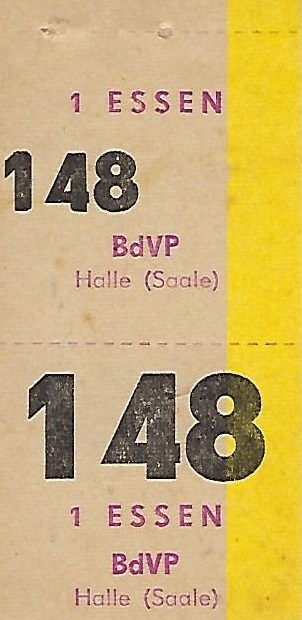 1 ESSEN
148
BdVP
Halle (Saale)
148
1 ESSEN
BdVP
Halle (Saale)